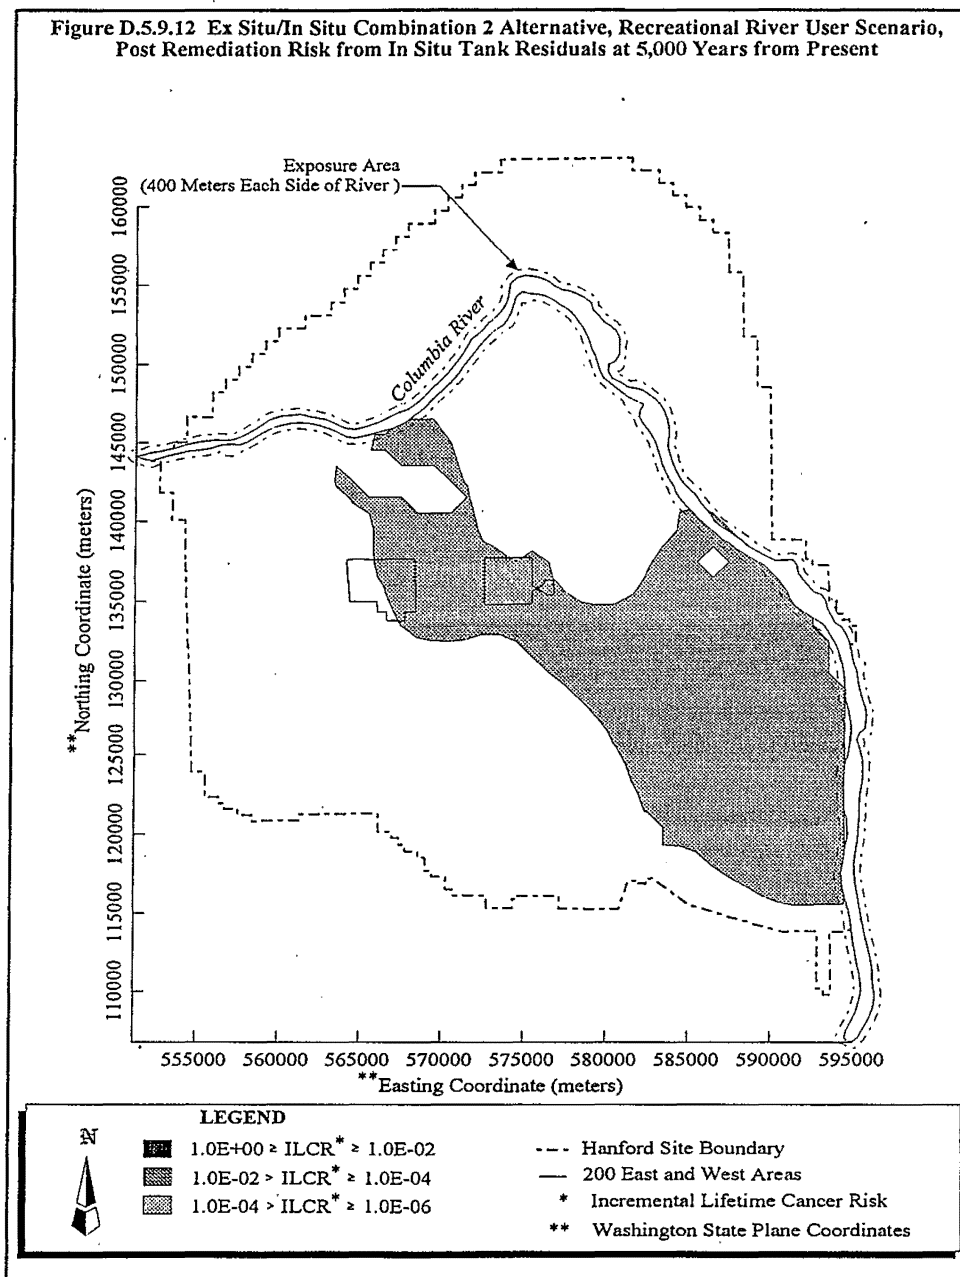 Figure D.5.9.12 Ex Situ/In Situ Combination 2 Alternative, Recreational River User Scenario,
Post Remediation Risk from In Situ Tank Residuals at 5,000 Years from Present
Exposure Area
(400 Meters Each Side of River )
Columbia River
**Northing Coordinate (meters)
160000
155000
150000
145000
140000
135000
130000
125000
120000
115000
110000
555000 560000 565000 570000 575000 580000 585000 590000 595000
**Easting Coordinate (meters)
LEGEND
N
1.0E+00 ≥ ILCR* ≥ 1.0E-02
1.0E-02 > ILCR* ≥ 1.0E-04
1.0E-04 > ILCR* ≥ 1.0E-06
Hanford Site Boundary
200 East and West Areas
* Incremental Lifetime Cancer Risk
** Washington State Plane Coordinates